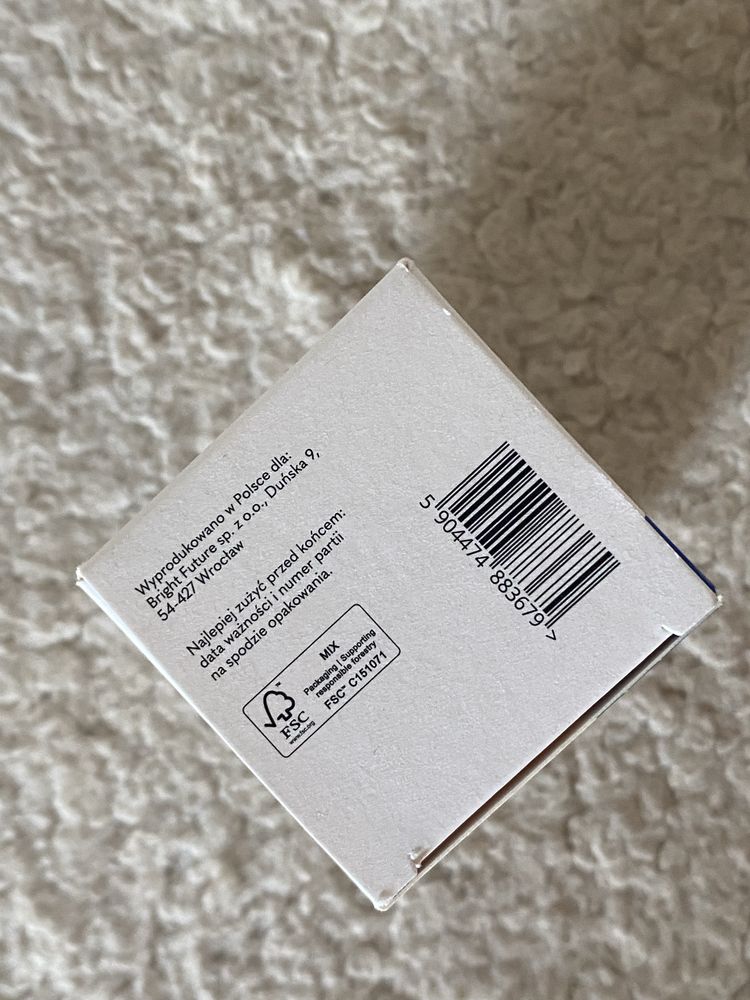 Wyprodukowano w Polsce dla:
Bright Future sp. z o.o., Duńska 9,
54-427 Wrocław
Najlepiej zużyć przed końcem:
data ważności i numer partii
na spodzie opakowania.
FSC
www.fsc.org
MIX
Packaging | Supporting
responsible forestry
FSC™ C151071
5 904474 883679 >